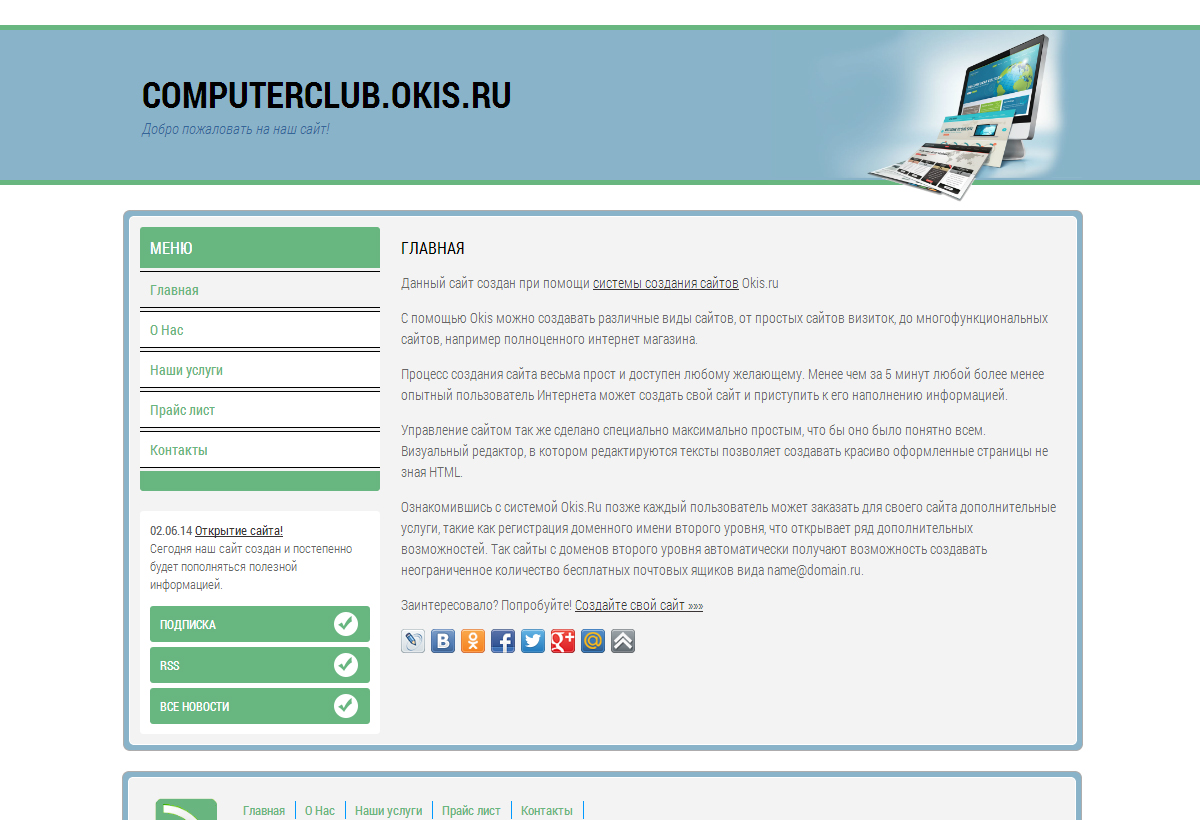 COMPUTERCLUB.OKIS.RU
Добро пожаловать на наш сайт!
МЕНЮ
Главная
О Нас
Наши услуги
Прайс лист
Контакты
02.06.14 Открытие сайта!
Сегодня наш сайт создан и постепенно
будет пополняться полезной
информацией.
ПОДПИСКА
RSS
ВСЕ НОВОСТИ
ГЛАВНАЯ
Данный сайт создан при помощи системы создания сайтов Okis.ru
С помощью Okis можно создавать различные виды сайтов, от простых сайтов визиток, до многофункциональных
сайтов, например полноценного интернет магазина.
Процесс создания сайта весьма прост и доступен любому желающему. Менее чем за 5 минут любой более менее
опытный пользователь Интернета может создать свой сайт и приступить к его наполнению информацией.
Управление сайтом так же сделано специально максимально простым, что бы оно было понятно всем.
Визуальный редактор, в котором редактируются тексты позволяет создавать красиво оформленные страницы не
зная HTML.
Ознакомившись с системой Okis.Ru позже каждый пользователь может заказать для своего сайта дополнительные
услуги, такие как регистрация доменного имени второго уровня, что открывает ряд дополнительных
возможностей. Так сайты с доменов второго уровня автоматически получают возможность создавать
неограниченное количество бесплатных почтовых ящиков вида name@domain.ru.
Заинтересовало? Попробуйте! Создайте свой сайт »»»
Главная О Нас Наши услуги Прайс лист Контакты